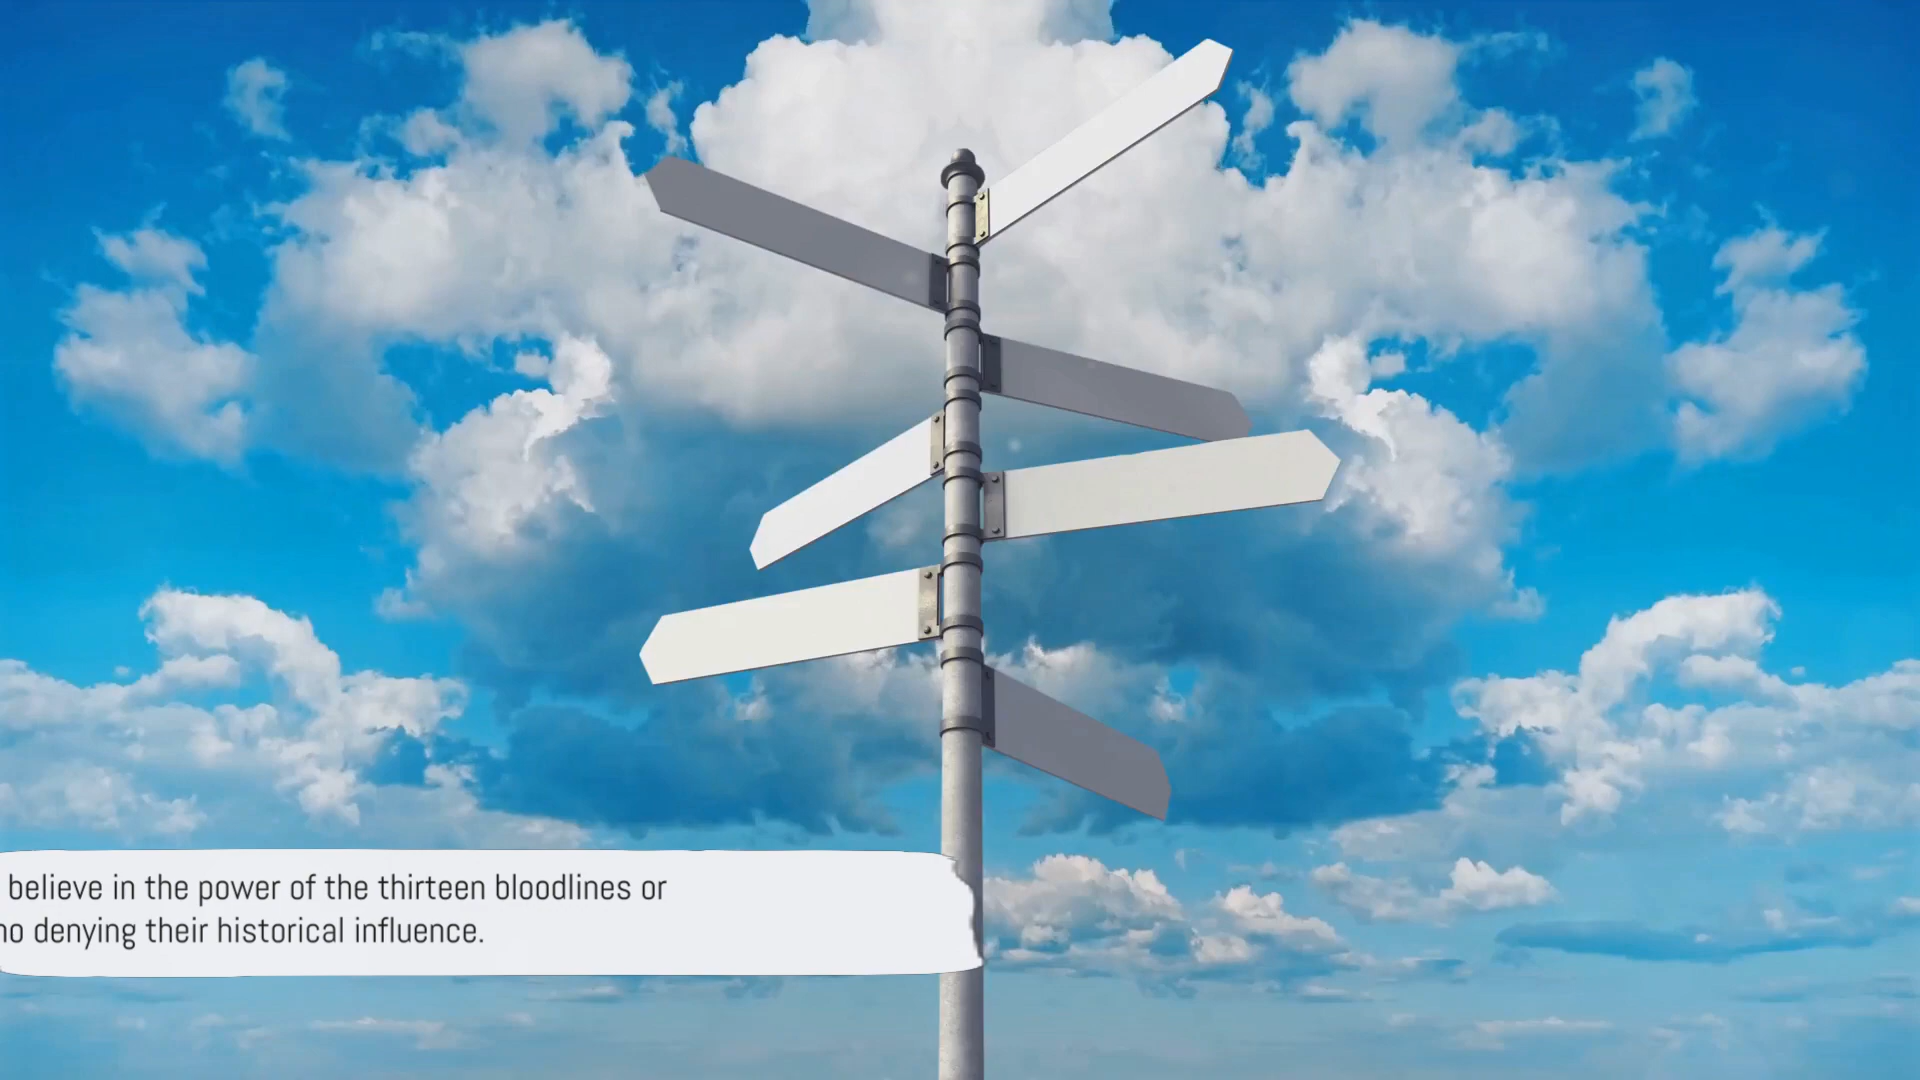 believe in the power of the thirteen bloodlines or
no denying their historical influence.